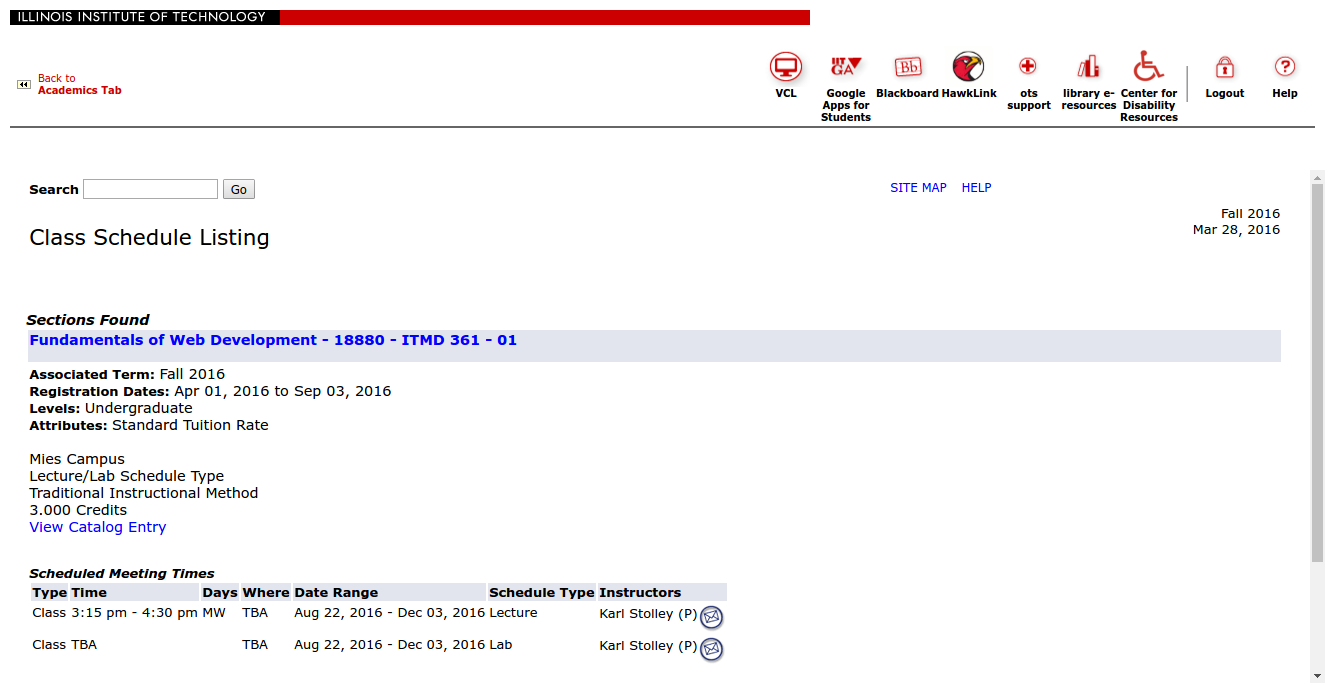 ILLINOIS INSTITUTE OF TECHNOLOGY
Back to
Academics Tab
VCL
IIT
GA
Google
Apps for
Students
Bb
Blackboard
HawkLink
ots
support
library e-
resources
Center for
Disability
Resources
Logout
?
Help
Search Go
SITE MAP HELP
Fall 2016
Mar 28, 2016
Class Schedule Listing
Sections Found
Fundamentals of Web Development - 18880 - ITMD 361 - 01
Associated Term: Fall 2016
Registration Dates: Apr 01, 2016 to Sep 03, 2016
Levels: Undergraduate
Attributes: Standard Tuition Rate
Mies Campus
Lecture/Lab Schedule Type
Traditional Instructional Method
3.000 Credits
View Catalog Entry
Scheduled Meeting Times
Type Time Days Where Date Range Schedule Type Instructors
Class 3:15 pm - 4:30 pm MW TBA Aug 22, 2016 - Dec 03, 2016 Lecture Karl Stolley (P)
Class TBA TBA Aug 22, 2016 - Dec 03, 2016 Lab Karl Stolley (P)